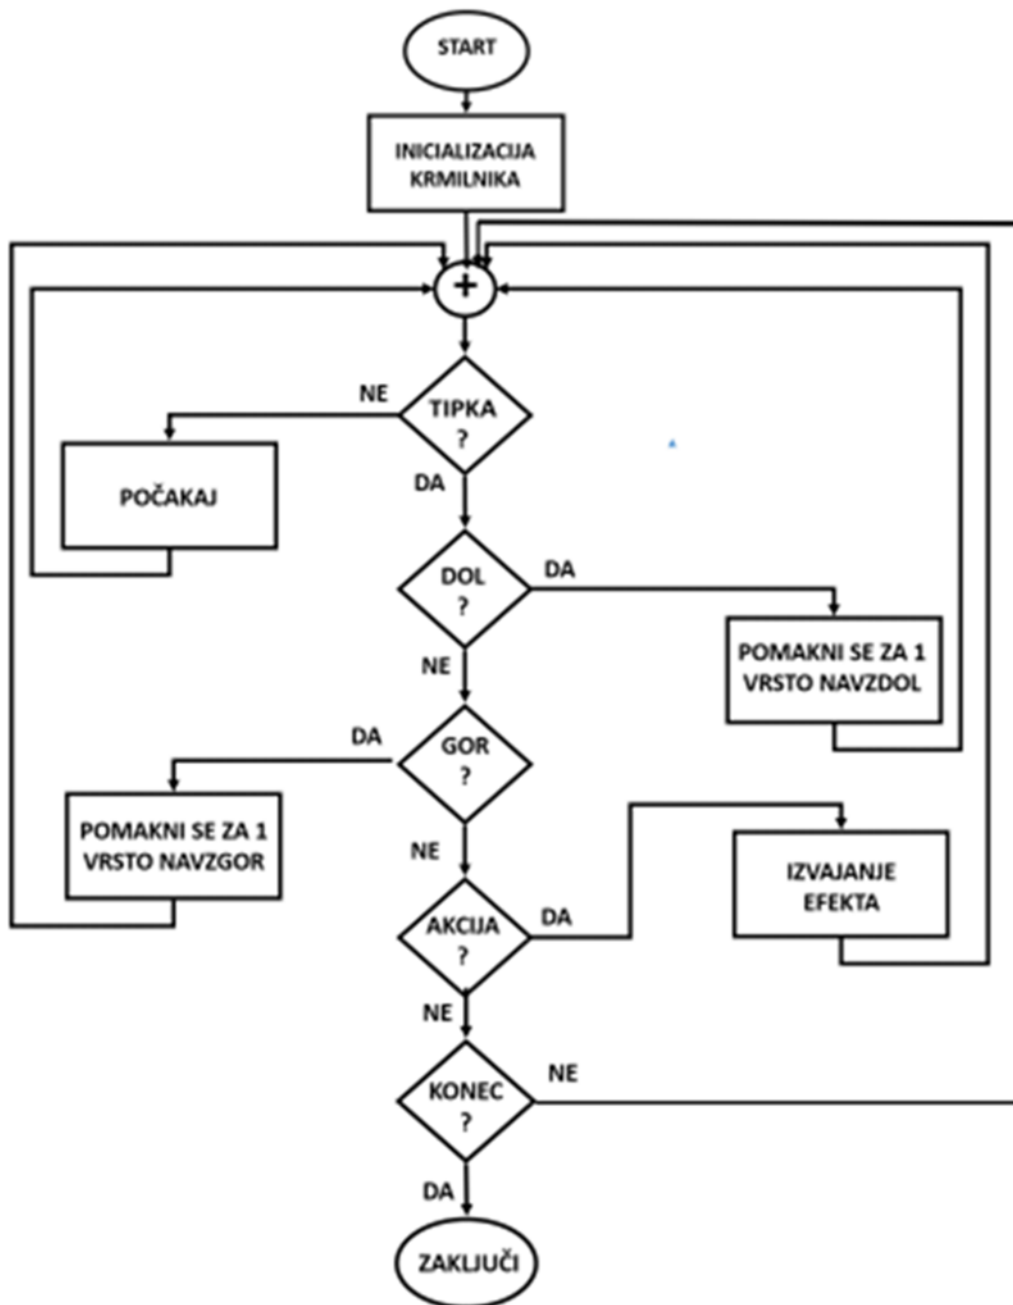 START
INICIALIZACIJA
KRMILNIKA
+
NE
TIPKA
?
DA
POČAKAJ
DOL
?
DA
NE
POMAKNI SE ZA 1
VRSTO NAVZDOL
DA
GOR
?
POMAKNI SE ZA 1
VRSTO NAVZGOR
NE
IZVAJANJE
EFEKTA
AKCIJA
?
DA
NE
KONEC
?
NE
DA
ZAKLJUČI